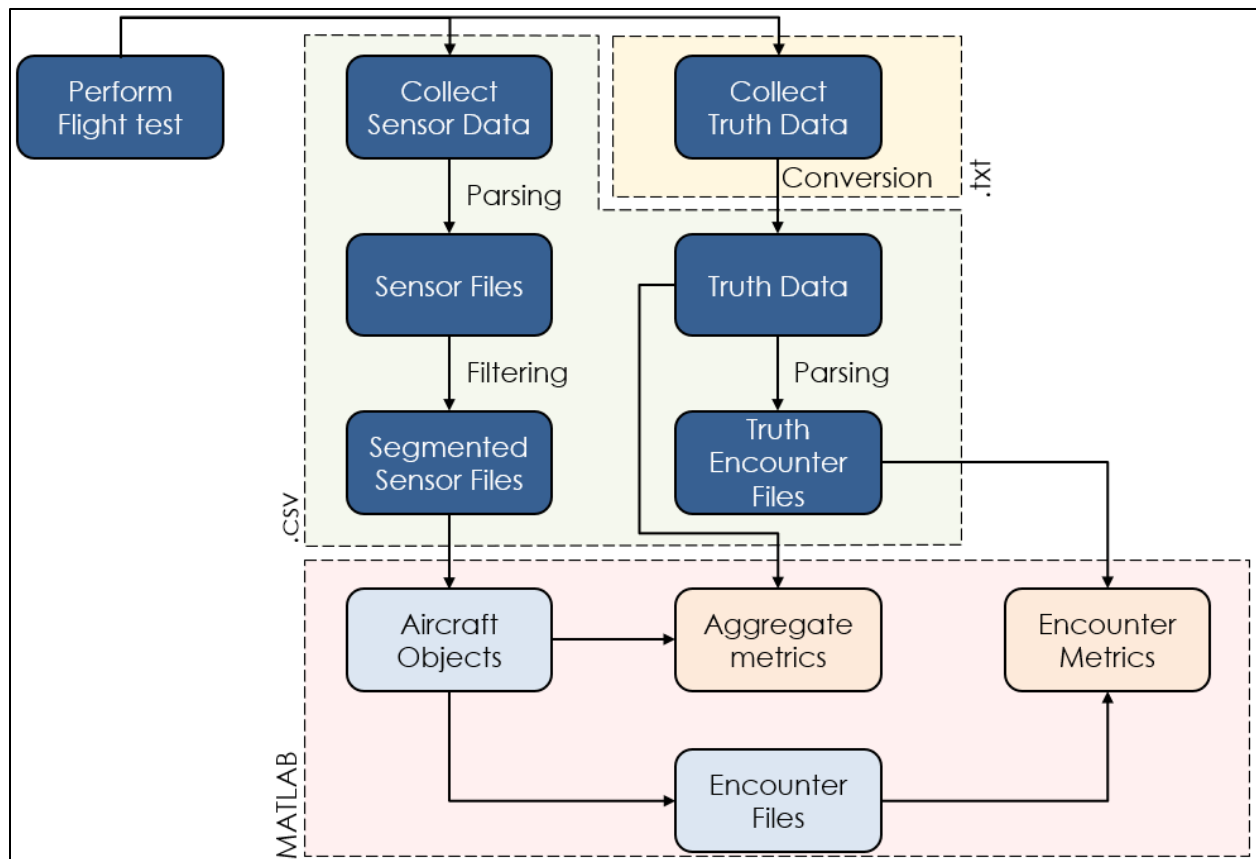 Perform
Flight test
Collect
Sensor Data
Collect
Truth Data
Parsing
Conversion
.txt
Sensor Files
Truth Data
Filtering
Parsing
Segmented
Sensor Files
Truth
Encounter
Files
.csv
Aircraft
Objects
Aggregate
metrics
Encounter
Metrics
Encounter
Files
MATLAB